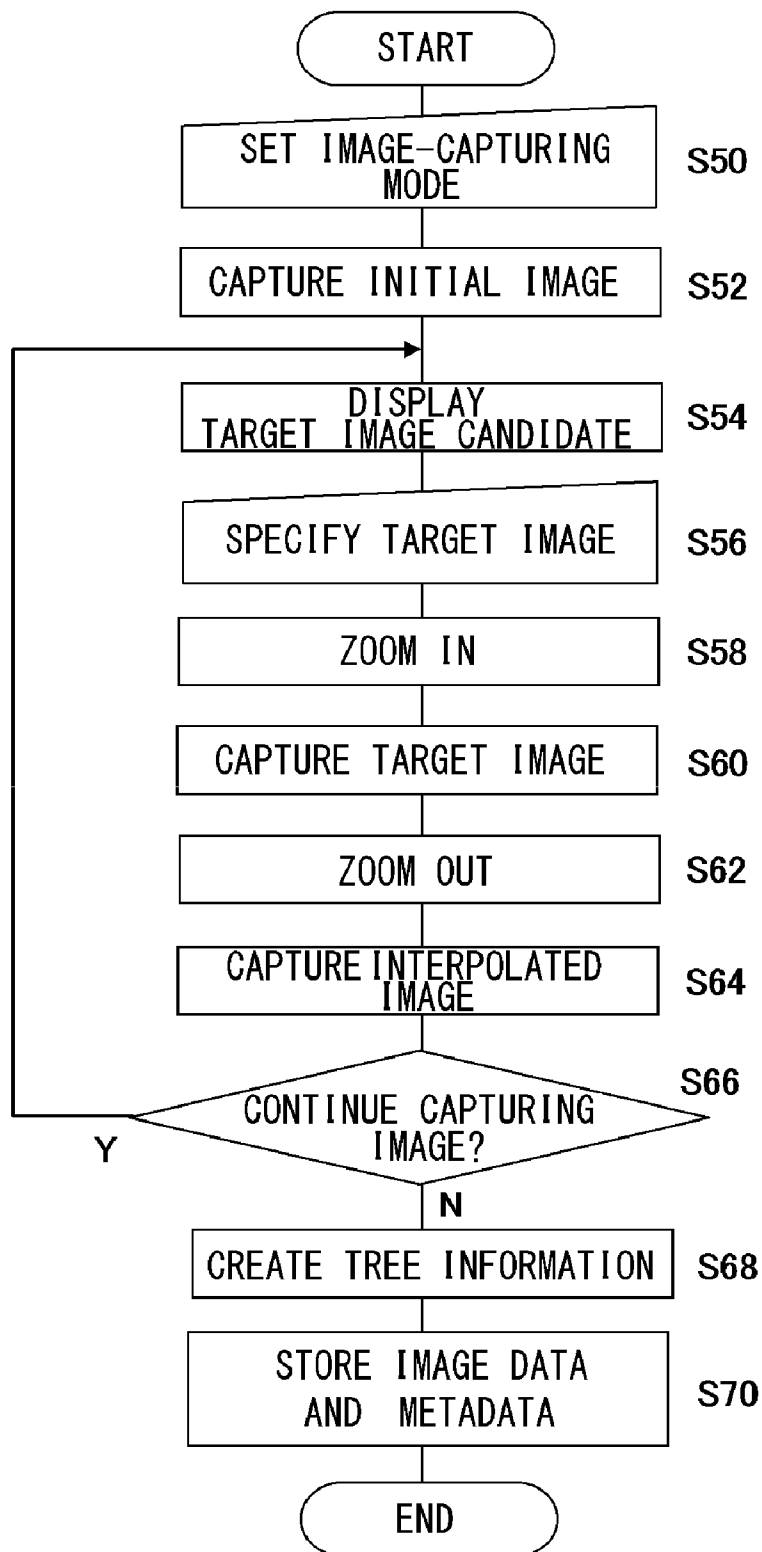 START
SET IMAGE-CAPTURING
MODE
S50
CAPTURE INITIAL IMAGE
S52
DISPLAY
TARGET IMAGE CANDIDATE
S54
SPECIFY TARGET IMAGE
S56
ZOOM IN
S58
CAPTURE TARGET IMAGE
S60
ZOOM OUT
S62
CAPTURE INTERPOLATED
IMAGE
S64
S66
CONTINUE CAPTURING
IMAGE?
Y
N
CREATE TREE INFORMATION
S68
STORE IMAGE DATA
AND METADATA
S70
END